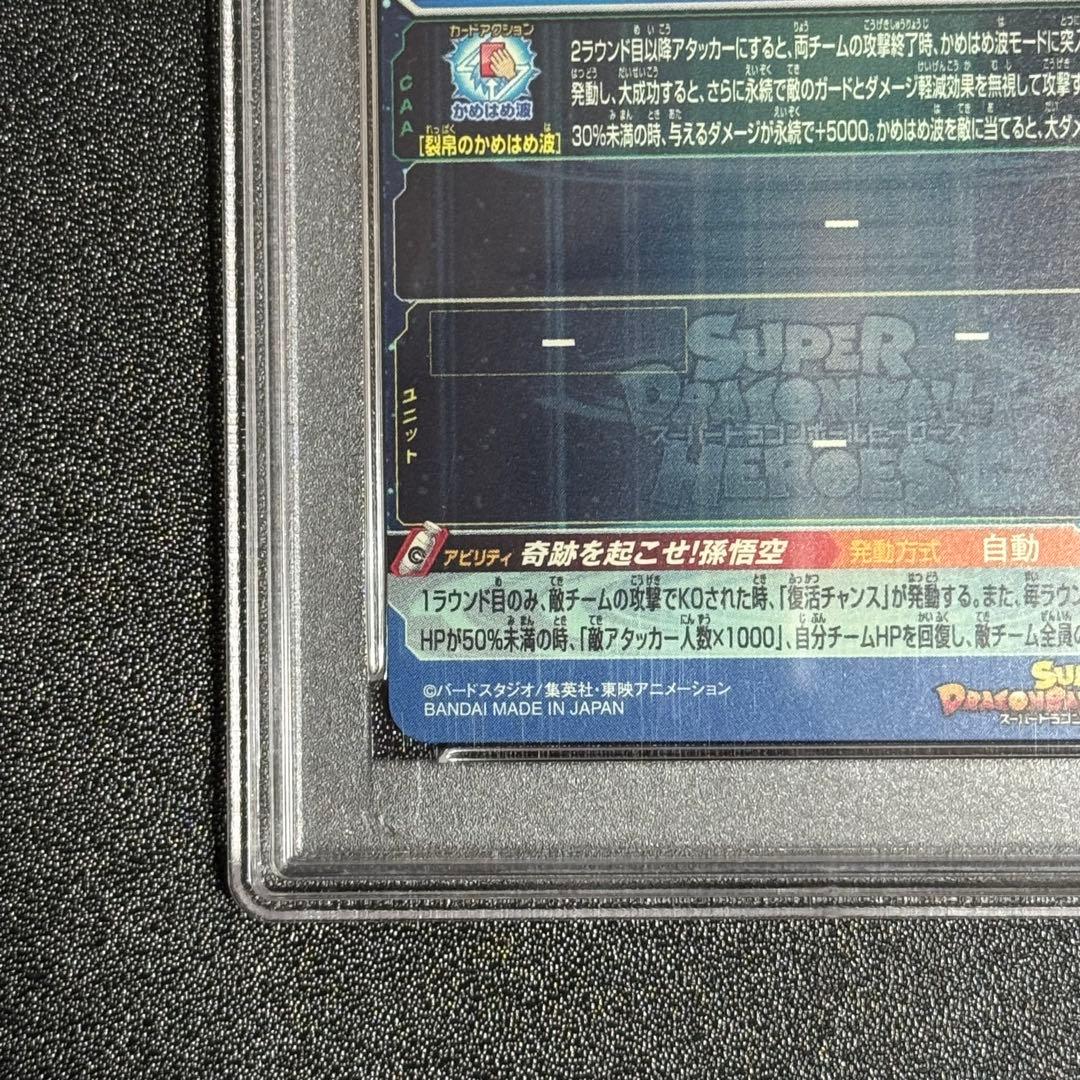 カードアクション
かめはめ波
[裂帛のかめはめ波]
CAA
2ラウンド目以降アタッカーにすると、両チームの攻撃終了時、かめはめ波モードに突
発動し、大成功すると、さらに永続で敵のガードとダメージ軽減効果を無視して攻撃
30%未満の時、与えるダメージが永続で+5000。かめはめ波を敵に当てると、大ダメ
ー
ー
ー
ー
SUPER
DRAGONBALL
スーパードラゴンボールヒーローズ
HEROES
ユニット
アビリティ 奇跡を起こせ!孫悟空 発動方式 自動
1ラウンド目のみ、敵チームの攻撃でKOされた時、「復活チャンス」が発動する。また、毎ラウン
HPが50%未満の時、「敵アタッカー人数×1000」、自分チームHPを回復し、敵チーム全員
©バードスタジオ/集英社・東映アニメーション
BANDAI MADE IN JAPAN